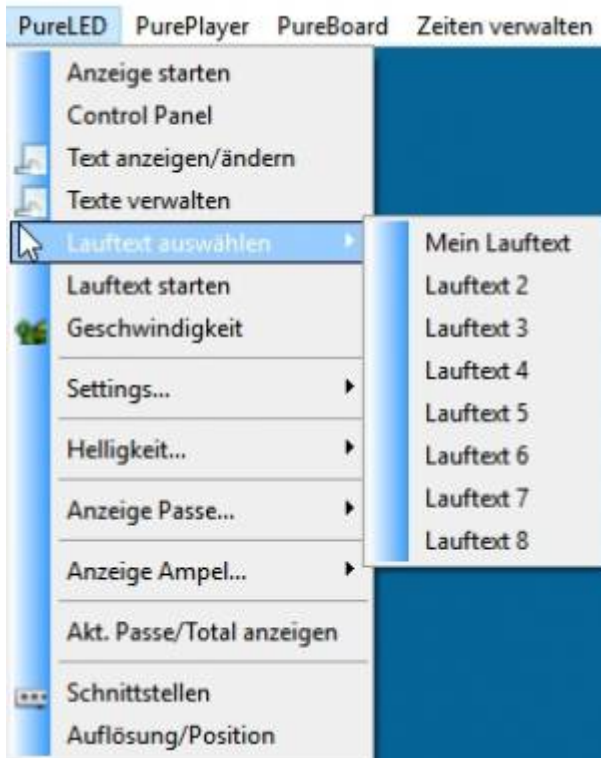 PureLED PurePlayer PureBoard Zeiten verwalten
Anzeige starten
Control Panel
Text anzeigen/ändern
Texte verwalten
Lauftext auswählen
Lauftext starten
Geschwindigkeit
Settings...
Helligkeit...
Anzeige Passe...
Anzeige Ampel...
Akt. Passe/Total anzeigen
Schnittstellen
Auflösung/Position
Mein Lauftext
Lauftext 2
Lauftext 3
Lauftext 4
Lauftext 5
Lauftext 6
Lauftext 7
Lauftext 8